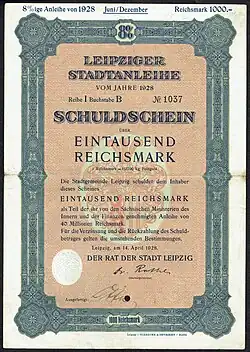 8%ige Anleihe von 1928 Juni/Dezember Reichsmark 1000.-
8%
LEIPZIGER
STADTANLEIHE
VOM JAHRE 1928
Reihe I Buchstabe B № 1037
SCHULDSCHEIN
ÜBER
EINTAUSEND
REICHSMARK
Die Stadtgemeinde Leipzig schuldet dem Inhaber
dieses Scheines
EINTAUSEND REICHSMARK
als Teil der ihr von den Sächsischen Ministerien des
Innern und der Finanzen genehmigten Anleihe von
40 Millionen Reichsmark.
Für die Verzinsung und die Rückzahlung des Schuld-
betrages gelten die umstehenden Bestimmungen.
Leipzig, am 14. April 1928.
DER RAT DER STADT LEIPZIG
Ausgefertigt:
1000 Reichsmark